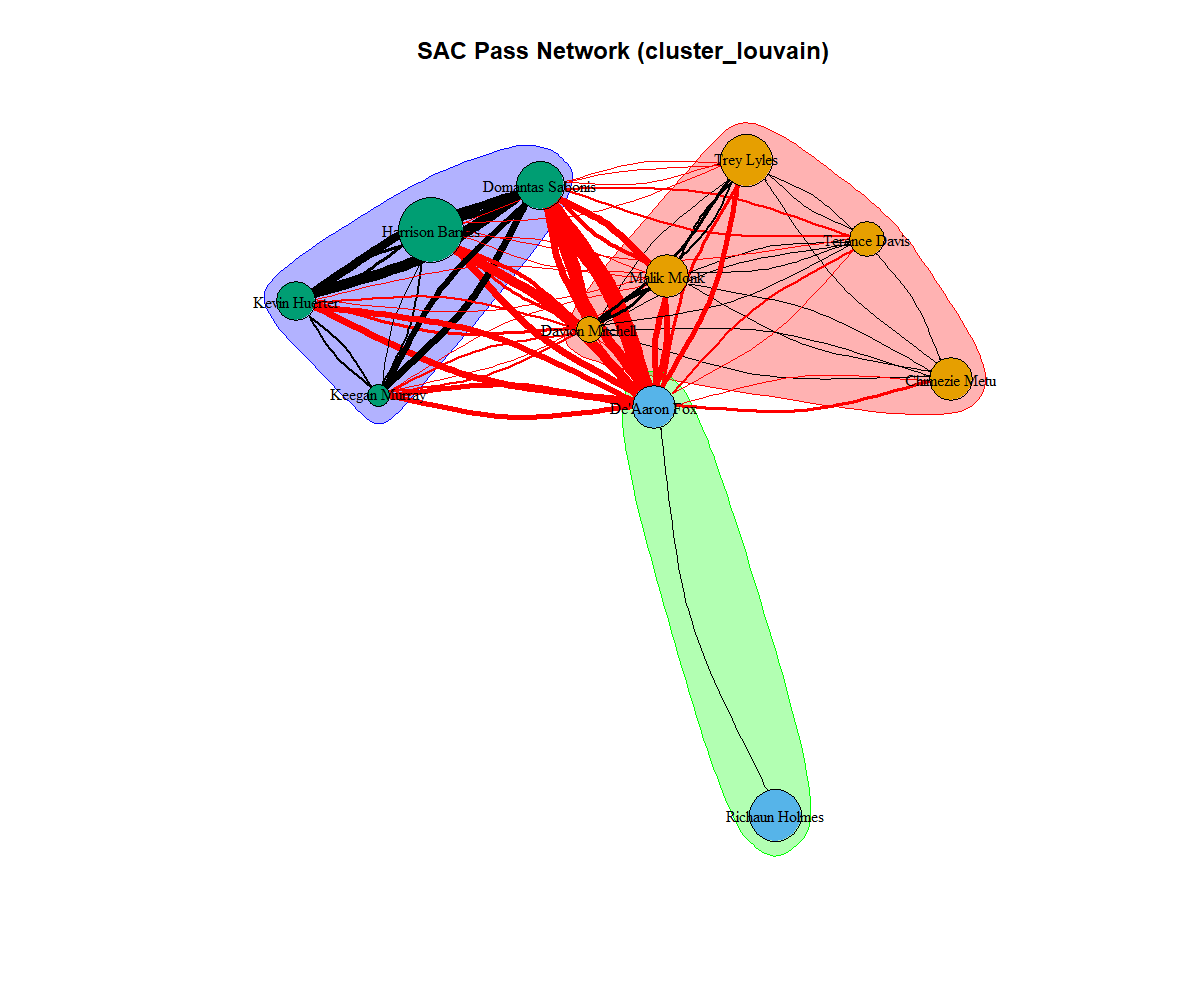 SAC Pass Network (cluster_louvain)
Trey Lyles
Domantas Sabonis
Harrison Barnes
Terance Davis
Malik Monk
Kevin Huerter
Davion Mitchell
Chimezie Metu
Keegan Murray
De'Aaron Fox
Richaun Holmes